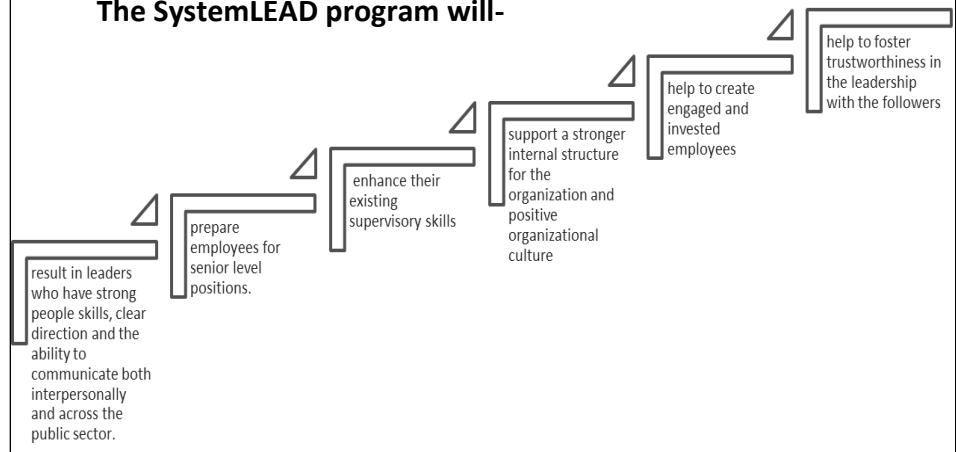 The SystemLEAD program will-
result in leaders
who have strong
people skills, clear
direction and the
ability to
communicate both
interpersonally
and across the
public sector.
prepare
employees for
senior level
positions.
enhance their
existing
supervisory skills
support a stronger
internal structure
for the
organization and
positive
organizational
culture
help to create
engaged and
invested
employees
help to foster
trustworthiness in
the leadership
with the followers